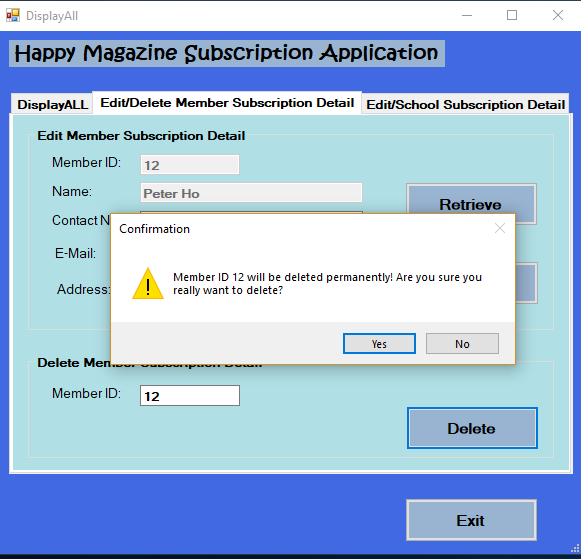 DisplayAll
Happy Magazine Subscription Application
DisplayALL Edit/Delete Member Subscription Detail Edit/School Subscription Detail
Edit Member Subscription Detail
Member ID: 12
Name: Peter Ho
Retrieve
Contact N
E-Mail:
Address:
Confirmation
Member ID 12 will be deleted permanently! Are you sure you
really want to delete?
Yes No
Delete Member Subscription Detail
Member ID: 12
Delete
Exit